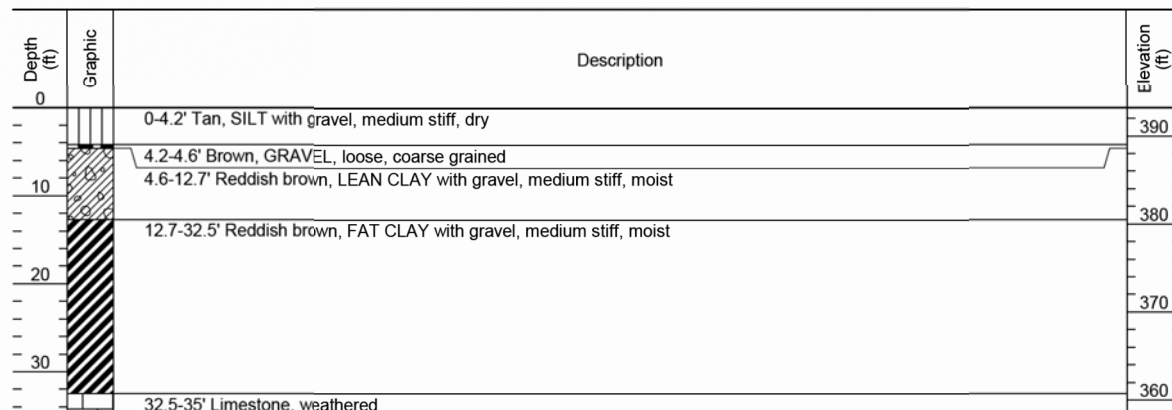 Depth
(ft)
Graphic
Description
Elevation
(ft)
0
0-4.2' Tan, SILT with gravel, medium stiff, dry
390
4.2-4.6' Brown, GRAVEL, loose, coarse grained
4.6-12.7' Reddish brown, LEAN CLAY with gravel, medium stiff, moist
10
380
12.7-32.5' Reddish brown, FAT CLAY with gravel, medium stiff, moist
20
370
30
360
32.5-35' Limestone, weathered